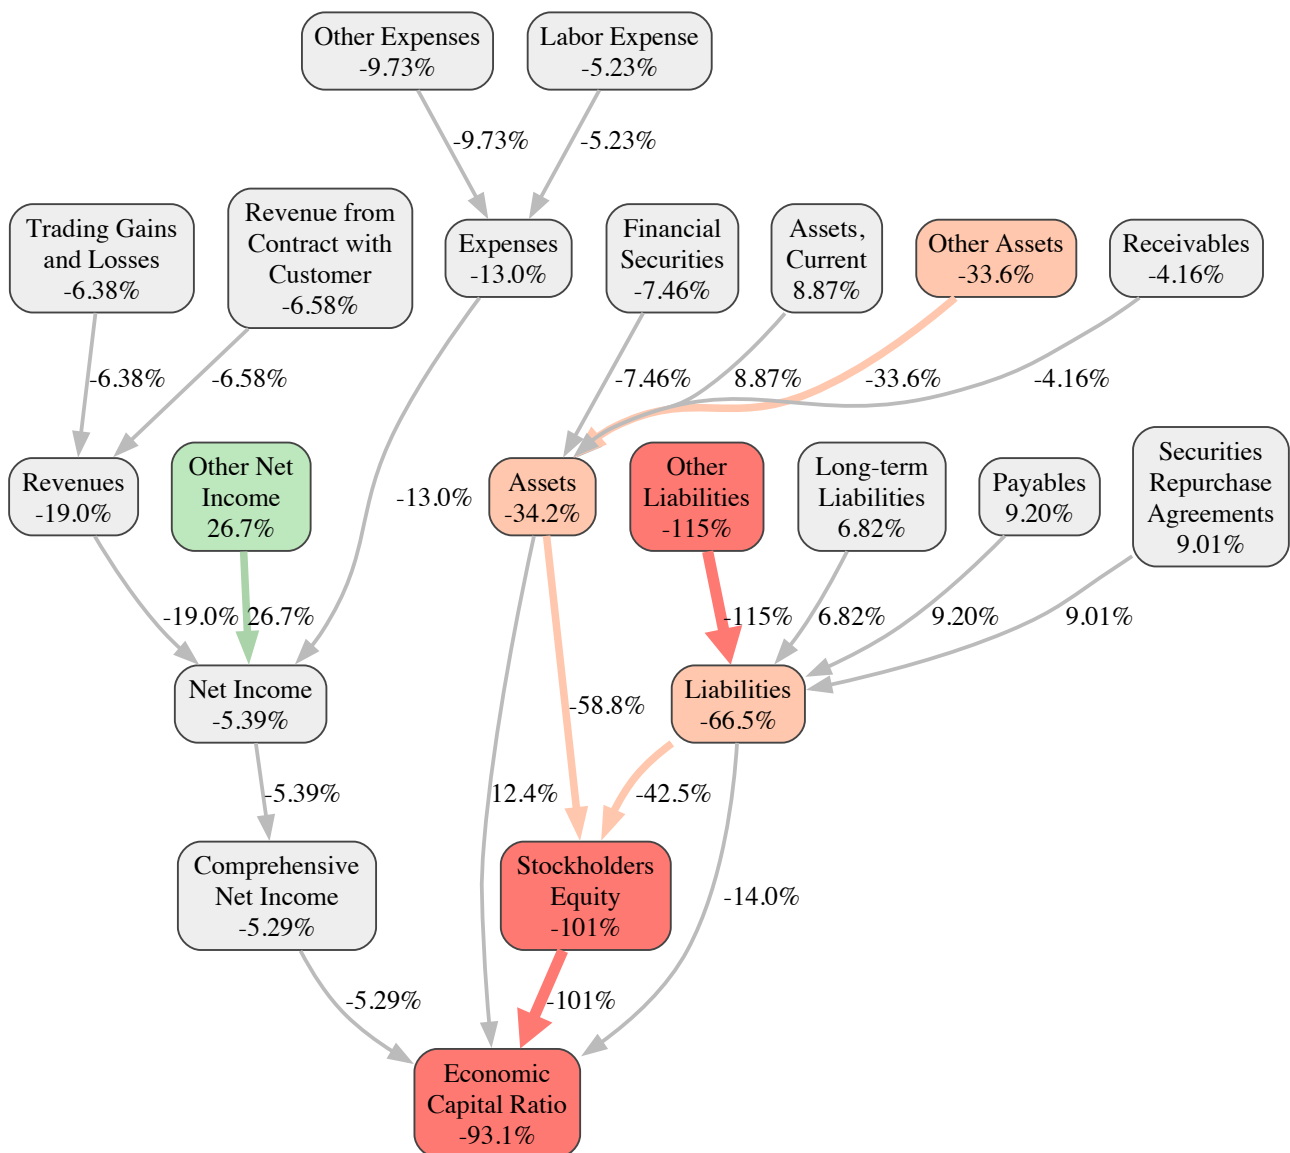 Other Expenses
-9.73%
Labor Expense
-5.23%
-9.73%
-5.23%
Trading Gains
and Losses
-6.38%
Revenue from
Contract with
Customer
-6.58%
Expenses
-13.0%
Financial
Securities
-7.46%
Assets,
Current
8.87%
Other Assets
-33.6%
Receivables
-4.16%
-6.38%
-6.58%
-7.46%
8.87%
-33.6%
-4.16%
Revenues
-19.0%
Other Net
Income
26.7%
-13.0%
Assets
-34.2%
Other
Liabilities
-115%
Long-term
Liabilities
6.82%
Payables
9.20%
Securities
Repurchase
Agreements
9.01%
-19.0%
26.7%
-115%
6.82%
9.20%
9.01%
Net Income
-5.39%
-58.8%
Liabilities
-66.5%
-5.39%
12.4%
-42.5%
Comprehensive
Net Income
-5.29%
Stockholders
Equity
-101%
-14.0%
-5.29%
-101%
Economic
Capital Ratio
-93.1%